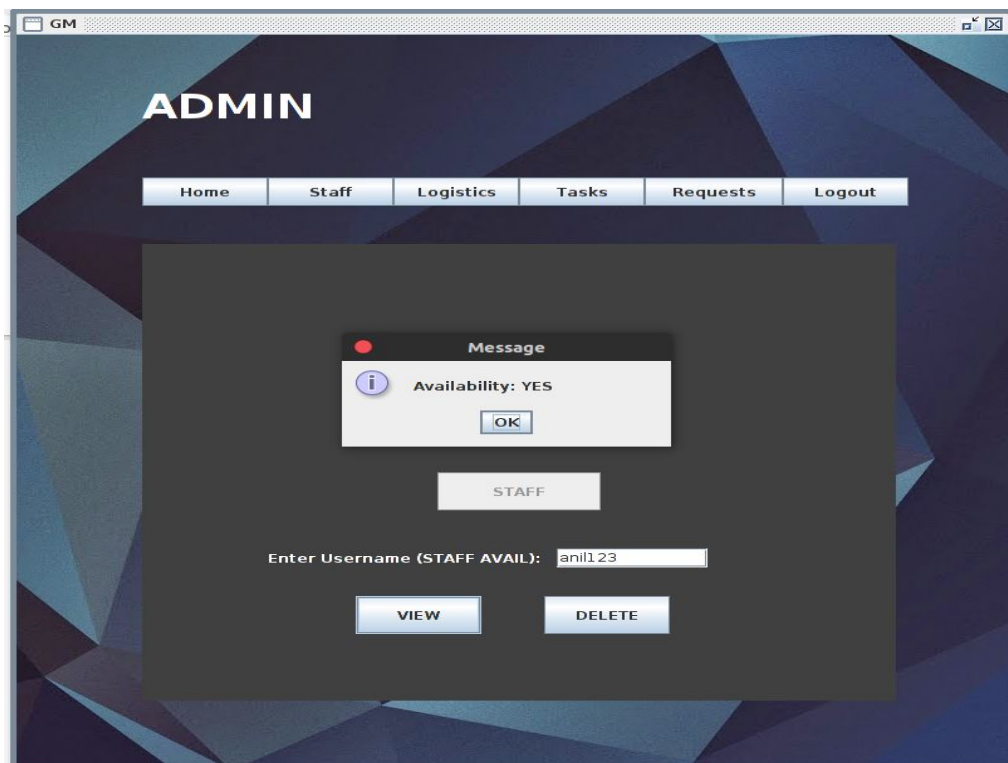 GM
ADMIN
Home Staff Logistics Tasks Requests Logout
Message
Availability: YES
OK
STAFF
Enter Username (STAFF AVAIL): anil123
VIEW DELETE